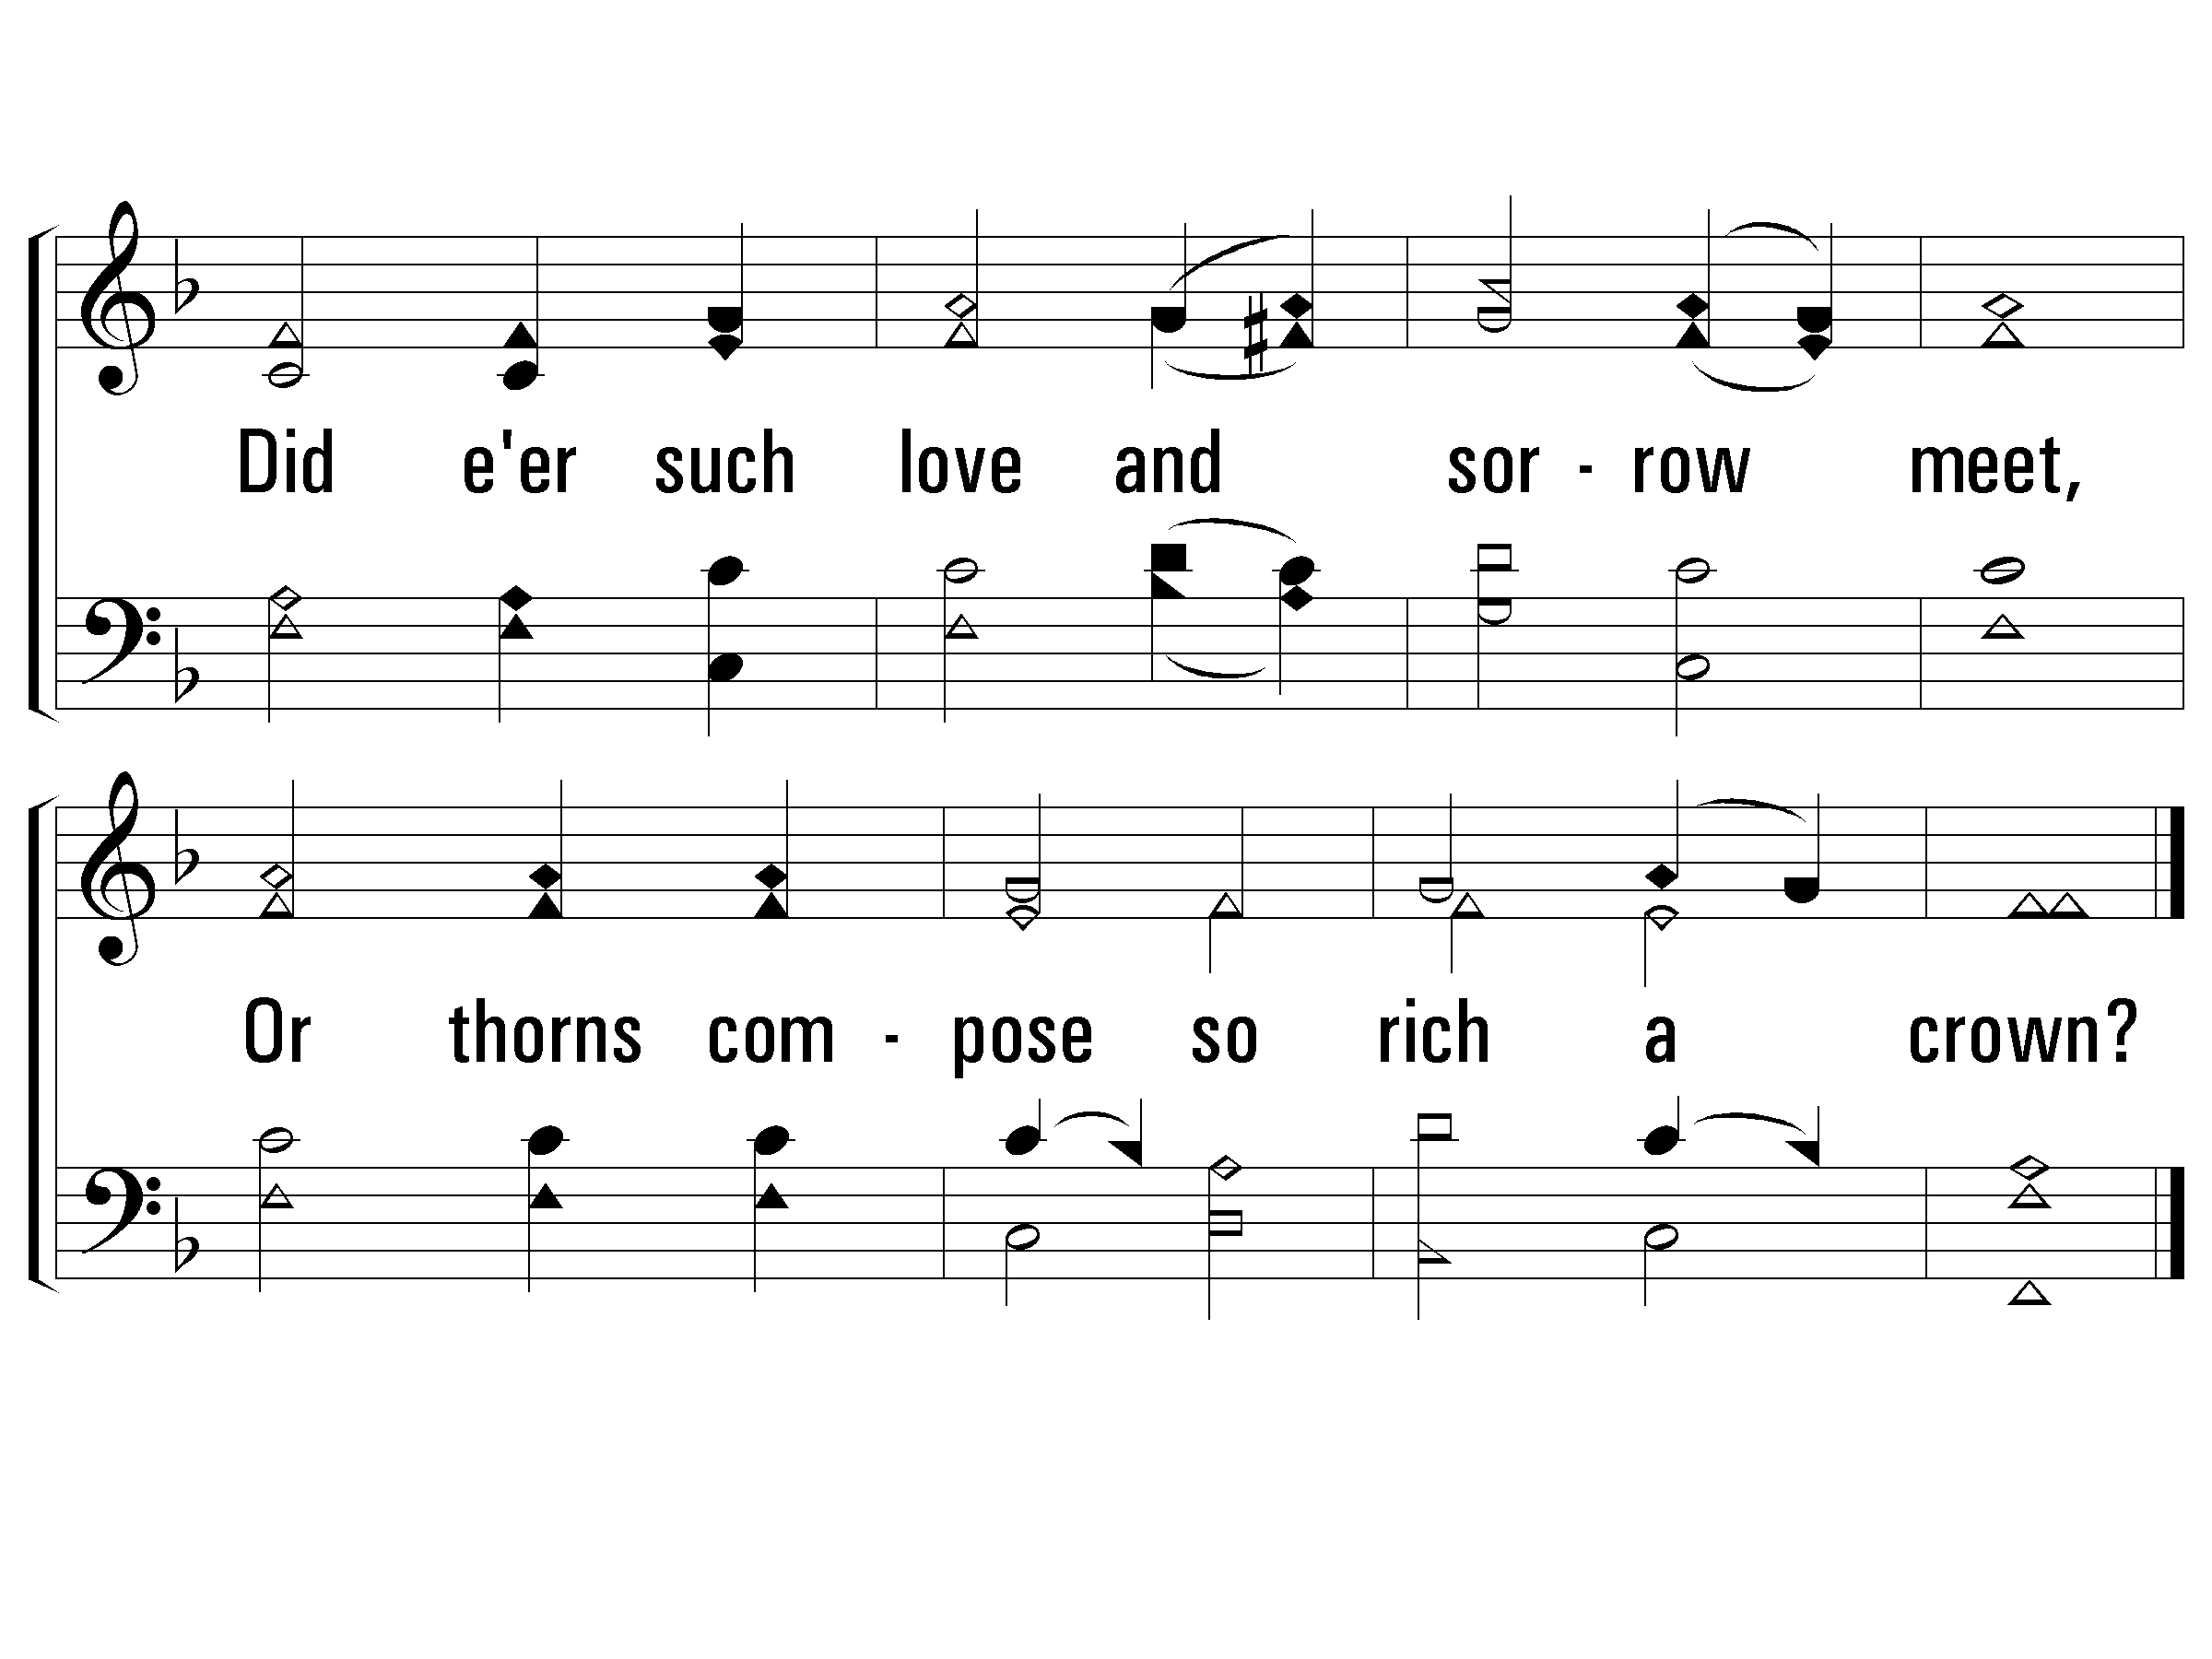 Did e'er such love and sor - row meet,
Or thorns com - pose so rich a crown?